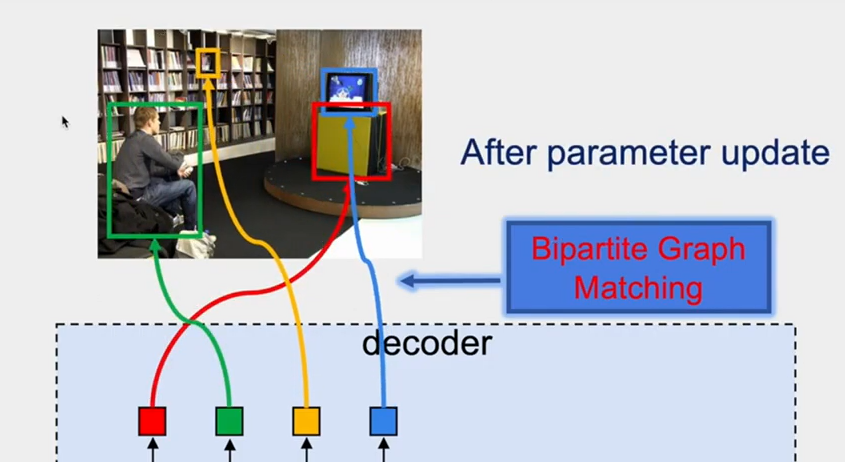 After parameter update
Bipartite Graph
Matching
decoder